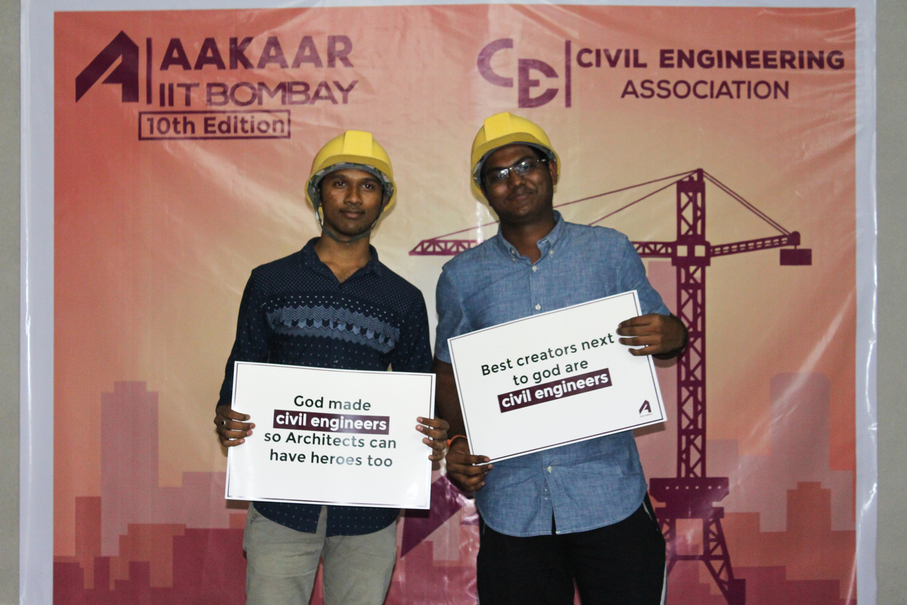 AAKAAR
IIT BOMBAY
10th Edition
CE
CIVIL ENGINEERING
ASSOCIATION
God made
civil engineers
so Architects can
have heroes too
Best creators next
to god are
civil engineers